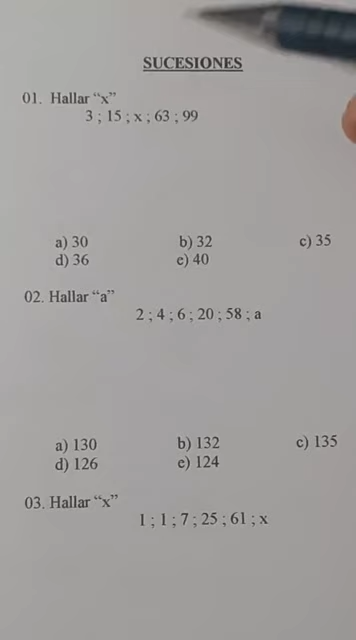 SUCESIONES
01. Hallar “x”
3 ; 15 ; x ; 63 ; 99
a) 30 b) 32 c) 35
d) 36 e) 40
02. Hallar “a”
2 ; 4 ; 6 ; 20 ; 58 ; a
a) 130 b) 132 c) 135
d) 126 e) 124
03. Hallar “x”
1 ; 1 ; 7 ; 25 ; 61 ; x